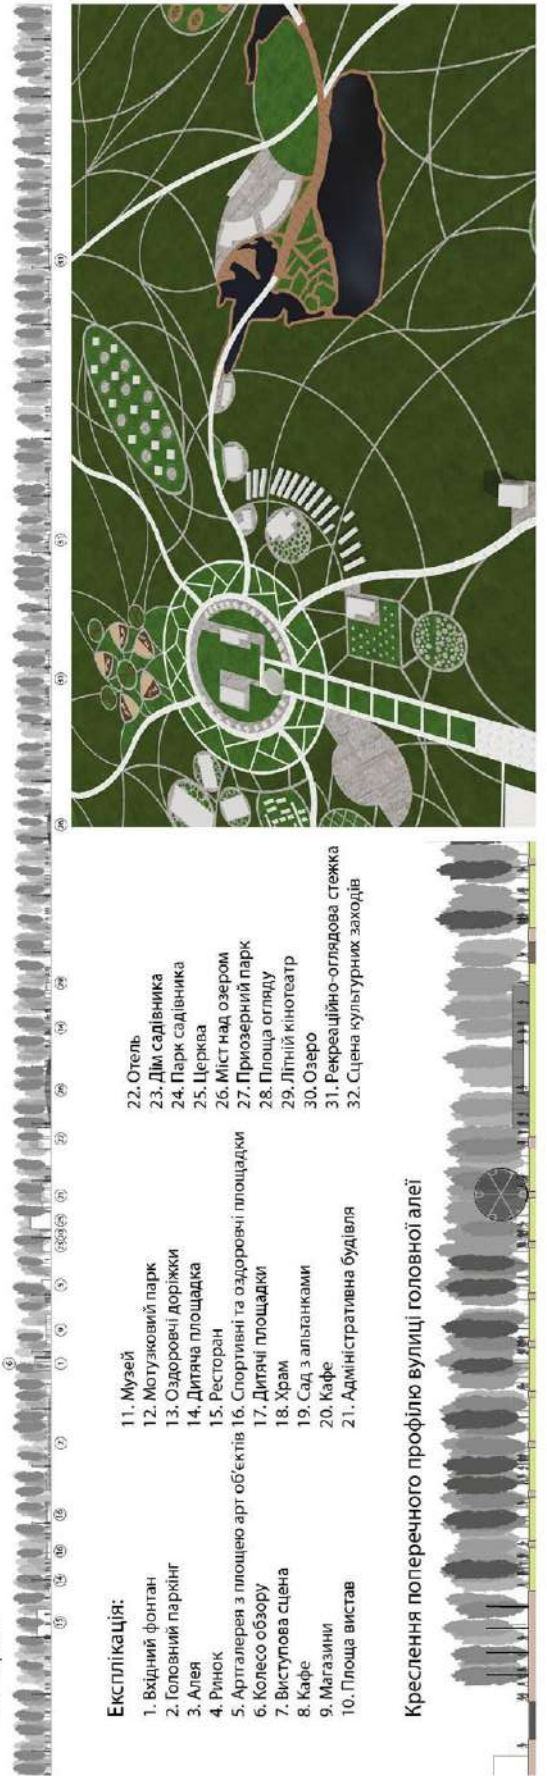 Експлікація:
1. Вхідний фонтан
2. Головний паркінг
3. Алея
4. Ринок
5. Артгалерея з площею арт об'єктів
6. Колесо обзору
7. Виступова сцена
8. Кафе
9. Магазини
10. Площа вистав
11. Музей
12. Мотузковий парк
13. Оздоровчі доріжки
14. Дитяча площадка
15. Ресторан
16. Спортивні та оздоровчі площадки
17. Дитячі площадки
18. Храм
19. Сад з альтанками
20. Кафе
21. Адміністративна будівля
22. Отель
23. Дім садівника
24. Парк садівника
25. Церква
26. Міст над озером
27. Приозерний парк
28. Площа огляду
29. Літній кінотеатр
30. Озеро
31. Рекреаційно-оглядова стежка
32. Сцена культурних заходів
Креслення поперечного профілю вулиці головної алеї